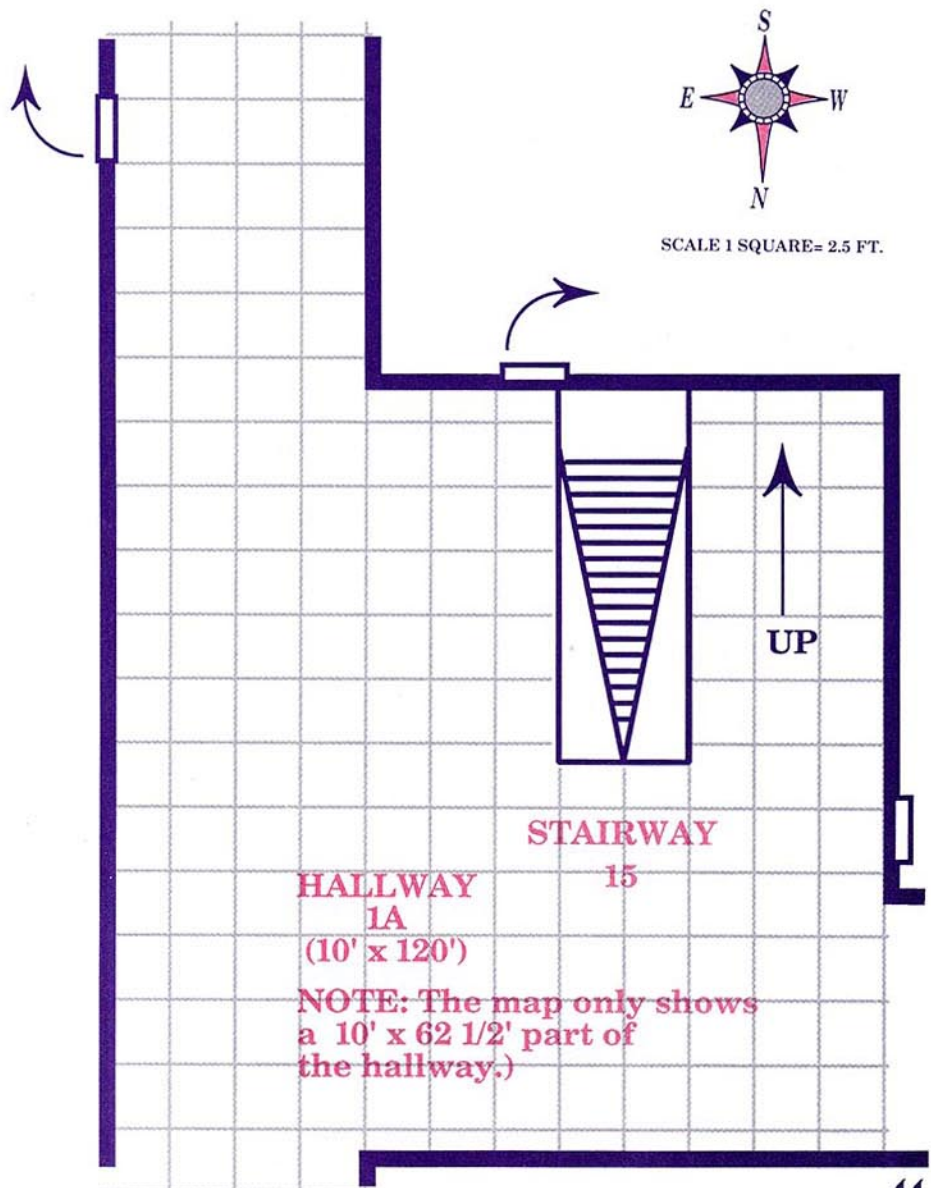 S
E W
N
SCALE 1 SQUARE= 2.5 FT.
UP
STAIRWAY
15
HALLWAY
1A
(10' x 120')
NOTE: The map only shows
a 10' x 62 1/2' part of
the hallway.)